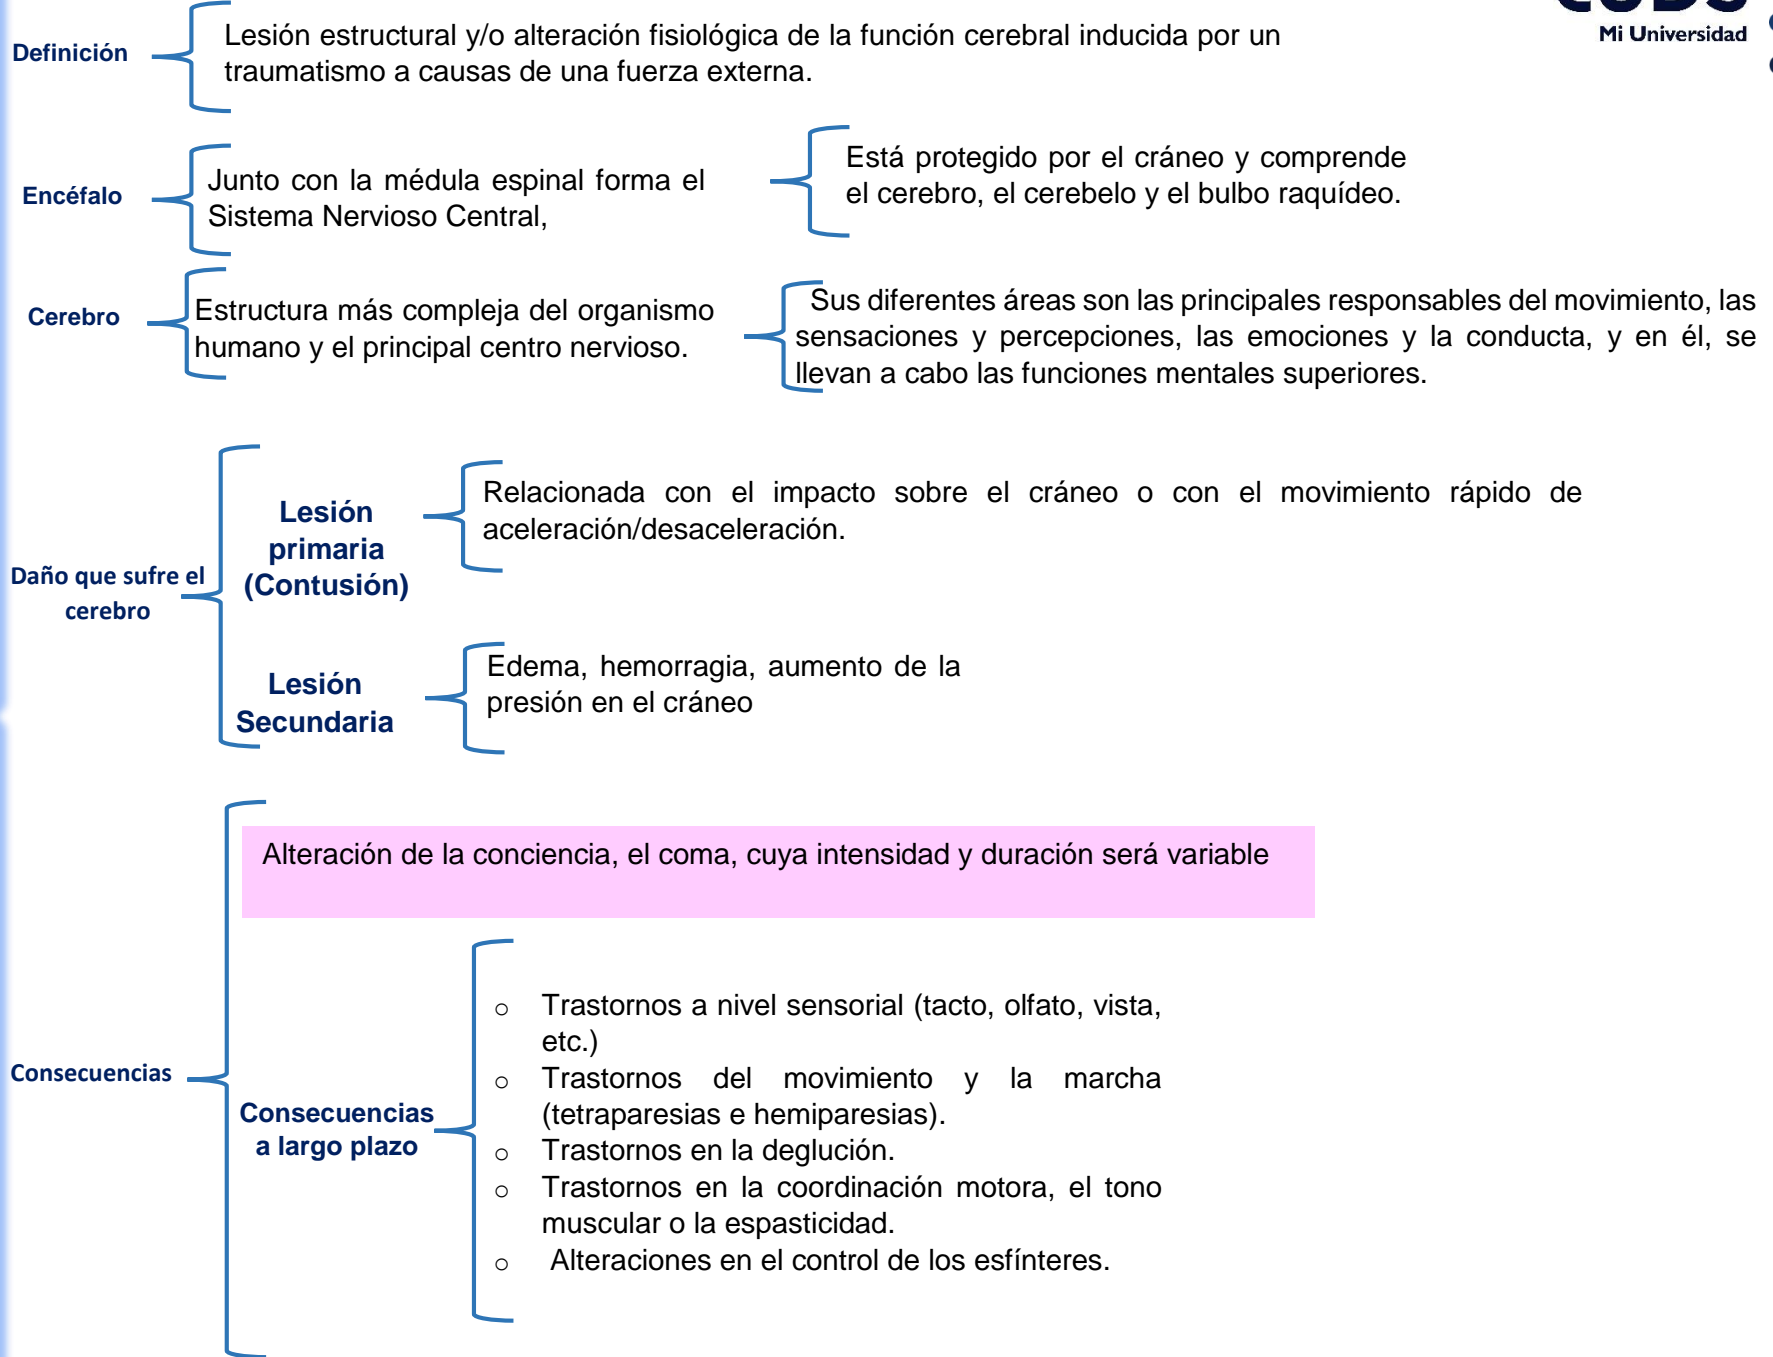 Mi Universidad
Definición
Lesión estructural y/o alteración fisiológica de la función cerebral inducida por un
traumatismo a causas de una fuerza externa.
Encéfalo
Junto con la médula espinal forma el
Sistema Nervioso Central,
Está protegido por el cráneo y comprende
el cerebro, el cerebelo y el bulbo raquídeo.
Cerebro
Estructura más compleja del organismo
humano y el principal centro nervioso.
Sus diferentes áreas son las principales responsables del movimiento, las
sensaciones y percepciones, las emociones y la conducta, y en él, se
llevan a cabo las funciones mentales superiores.
Daño que sufre el
cerebro
Lesión
primaria
(Contusión)
Relacionada con el impacto sobre el cráneo o con el movimiento rápido de
aceleración/desaceleración.
Lesión
Secundaria
Edema, hemorragia, aumento de la
presión en el cráneo
Consecuencias
Alteración de la conciencia, el coma, cuya intensidad y duración será variable
Consecuencias
a largo plazo
o Trastornos a nivel sensorial (tacto, olfato, vista,
etc.)
o Trastornos del movimiento y la marcha
(tetraparesias e hemiparesias).
o Trastornos en la deglución.
o Trastornos en la coordinación motora, el tono
muscular o la espasticidad.
o Alteraciones en el control de los esfínteres.